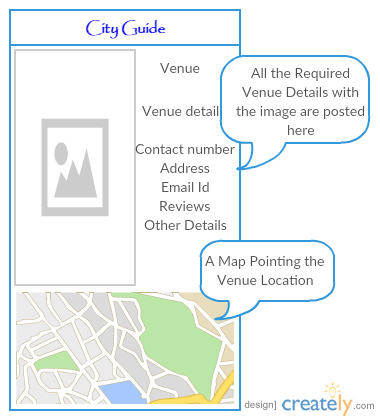 City Guide
Venue
Venue detail
Contact number
Address
Email Id
Reviews
Other Details
All the Required
Venue Details with
the image are posted
here
A Map Pointing the
Venue Location
design]
creately.com